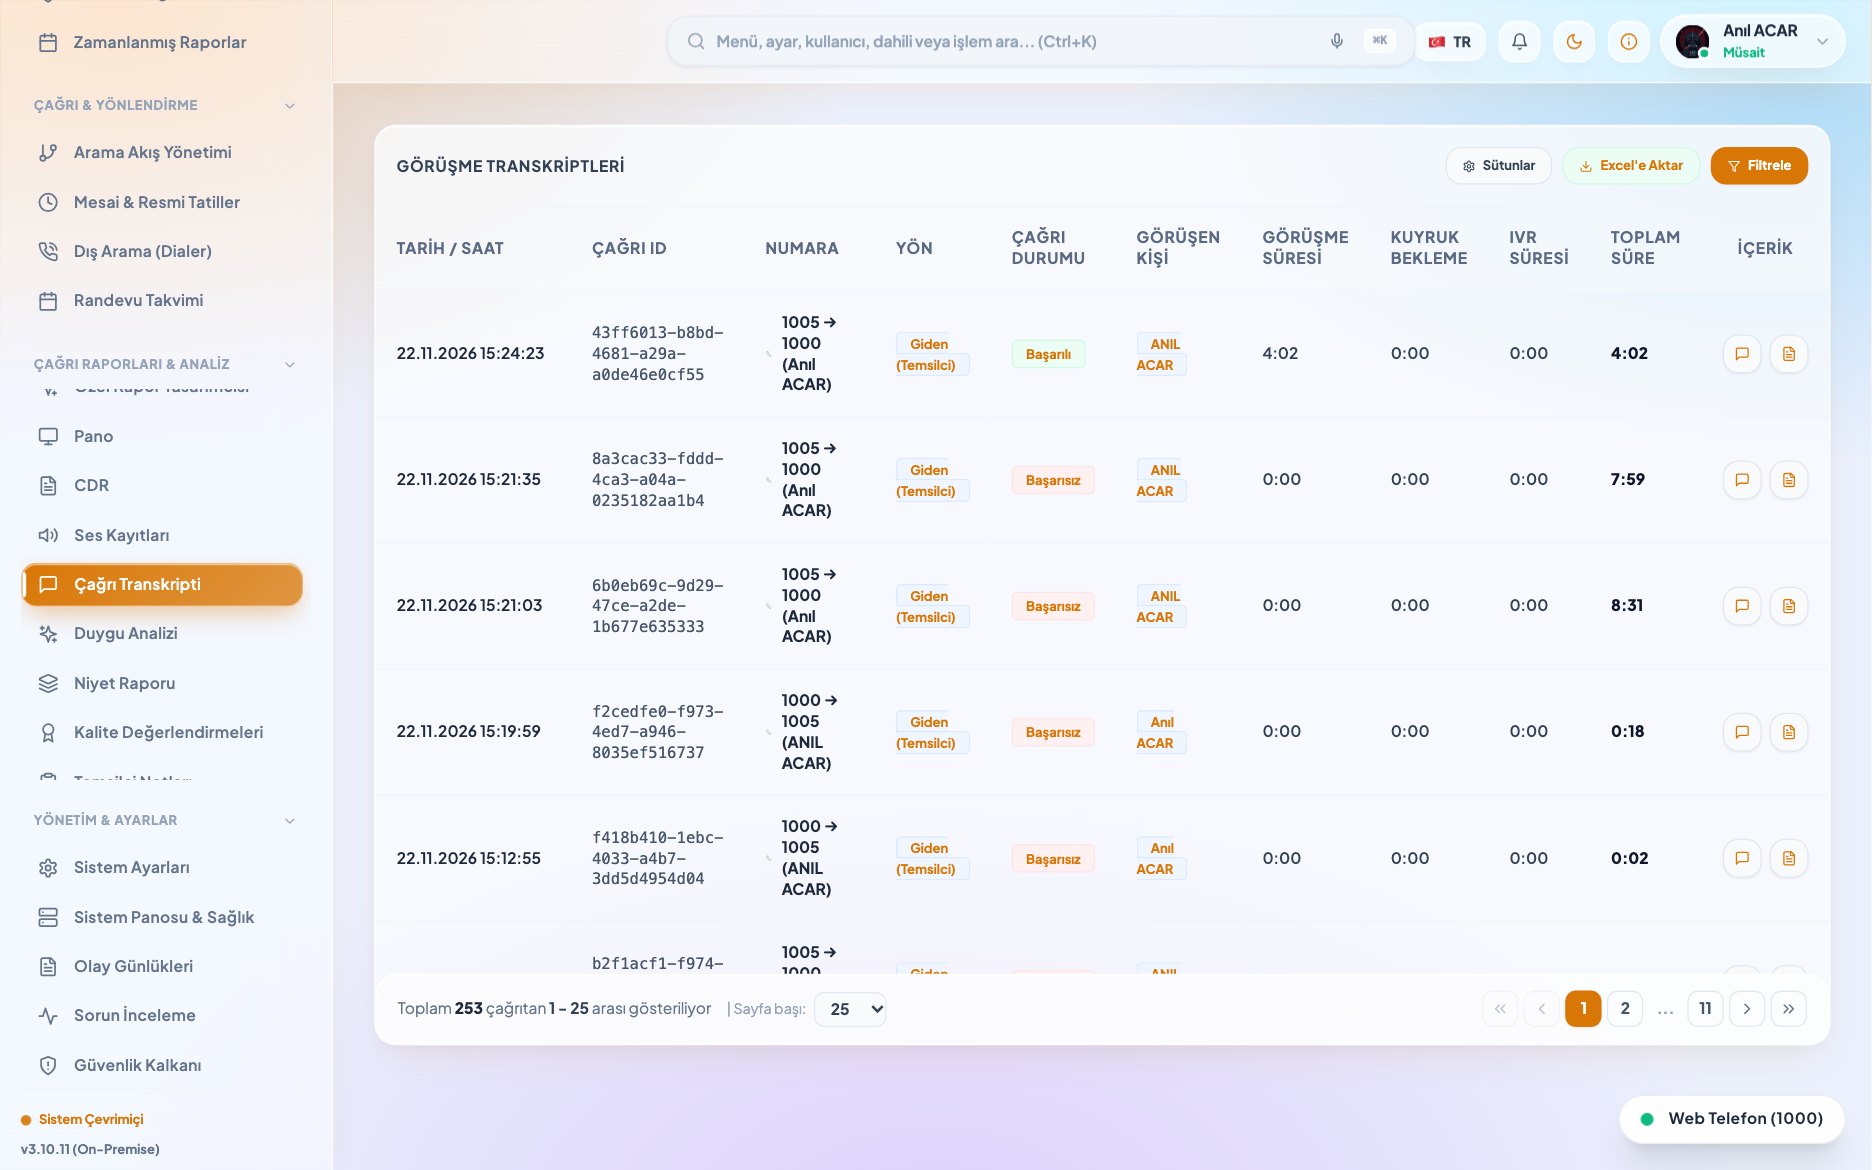 Zamanlanmış Raporlar
ÇAĞRI & YÖNLENDİRME
Arama Akış Yönetimi
Mesai & Resmi Tatiller
Dış Arama (Dialer)
Randevu Takvimi
ÇAĞRI RAPORLARI & ANALİZ
Özel Rapor Tasarımcısı
Pano
CDR
Ses Kayıtları
Çağrı Transkripti
Duygu Analizi
Niyet Raporu
Kalite Değerlendirmeleri
Temsilci Notları
YÖNETİM & AYARLAR
Sistem Ayarları
Sistem Panosu & Sağlık
Olay Günlükleri
Sorun İnceleme
Güvenlik Kalkanı
Sistem Çevrimiçi
v3.10.11 (On-Premise)
Menü, ayar, kullanıcı, dahili veya işlem ara... (Ctrl+K)
⌘K
TR
Anıl ACAR
Müsait
GÖRÜŞME TRANSKRİPTLERİ
Sütunlar
Excel'e Aktar
Filtrele
TARİH / SAAT
ÇAĞRI ID
NUMARA
YÖN
ÇAĞRI
DURUMU
GÖRÜŞEN
KİŞİ
GÖRÜŞME
SÜRESİ
KUYRUK
BEKLEME
IVR
SÜRESİ
TOPLAM
SÜRE
İÇERİK
22.11.2026 15:24:23
43ff6013-b8bd-
4681-a29a-
a0de46e0cf55
1005 →
1000
(Anıl
ACAR)
Giden
(Temsilci)
Başarılı
ANIL
ACAR
4:02
0:00
0:00
4:02
22.11.2026 15:21:35
8a3cac33-fddd-
4ca3-a04a-
0235182aa1b4
1005 →
1000
(Anıl
ACAR)
Giden
(Temsilci)
Başarısız
ANIL
ACAR
0:00
0:00
0:00
7:59
22.11.2026 15:21:03
6b0eb69c-9d29-
47ce-a2de-
1b677e635333
1005 →
1000
(Anıl
ACAR)
Giden
(Temsilci)
Başarısız
ANIL
ACAR
0:00
0:00
0:00
8:31
22.11.2026 15:19:59
f2cedfe0-f973-
4ed7-a946-
8035ef516737
1000 →
1005
(ANIL
ACAR)
Giden
(Temsilci)
Başarısız
Anıl
ACAR
0:00
0:00
0:00
0:18
22.11.2026 15:12:55
f418b410-1ebc-
4033-a4b7-
3dd5d4954d04
1000 →
1005
(ANIL
ACAR)
Giden
(Temsilci)
Başarısız
Anıl
ACAR
0:00
0:00
0:00
0:02
b2f1acf1-f974-
1005 →
1000
Giden
ANIL
Toplam 253 çağrıtan 1 - 25 arası gösteriliyor
| Sayfa başı:
25
« ‹ 1 2 ... 11 › »
Web Telefon (1000)